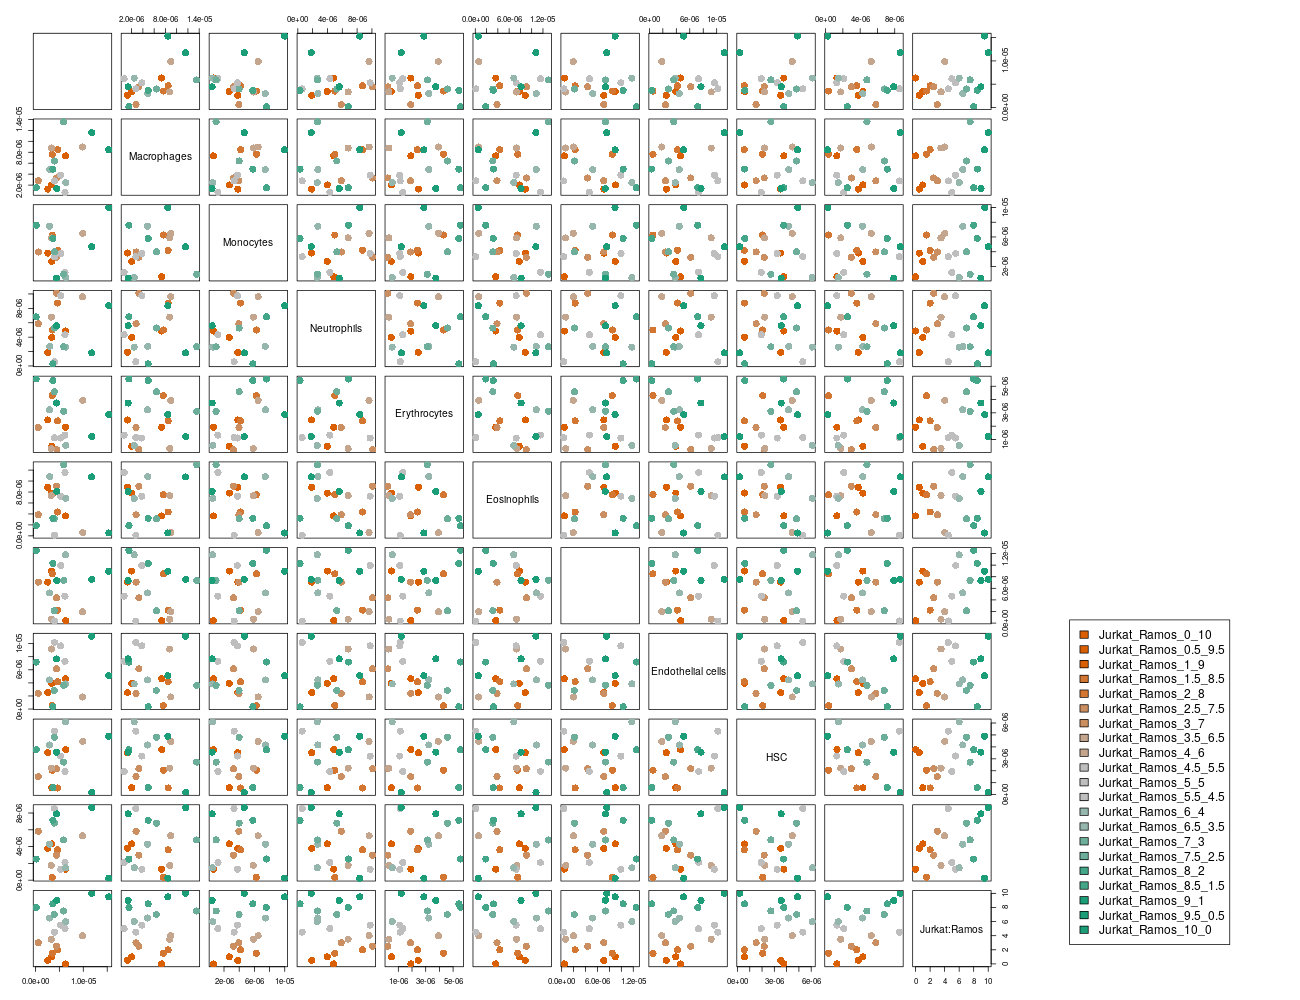 2.0e-06 8.0e-06 1.4e-05 0e+00 4e-06 8e-06 0.0e+00 6.0e-06 1.2e-05 0e+00 6e-06 1e-05 0e+00 4e-06 8e-06
0.0e+00 1.0e-05
2.0e-06 8.0e-06 1.4e-05
Macrophages
Monocytes
2e-06 6e-06 1e-05
0e+00 4e-06 8e-06
Neutrophils
Erythrocytes
1e-06 3e-06 5e-06
0.0e+00 8.0e-06
Eosinophils
0.0e+00 6.0e-06 1.2e-05
0e+00 6e-06 1e-05
Endothelial cells
HSC
0e+00 3e-06 6e-06
0e+00 4e-06 8e-06
Jurkat:Ramos
0 2 4 6 8 10
0.0e+00 1.0e-05 2e-06 6e-06 1e-05 1e-06 3e-06 5e-06 0.0e+00 6.0e-06 1.2e-05 0e+00 3e-06 6e-06 0 2 4 6 8 10
Jurkat_Ramos_0_10
Jurkat_Ramos_0.5_9.5
Jurkat_Ramos_1_9
Jurkat_Ramos_1.5_8.5
Jurkat_Ramos_2_8
Jurkat_Ramos_2.5_7.5
Jurkat_Ramos_3_7
Jurkat_Ramos_3.5_6.5
Jurkat_Ramos_4_6
Jurkat_Ramos_4.5_5.5
Jurkat_Ramos_5_5
Jurkat_Ramos_5.5_4.5
Jurkat_Ramos_6_4
Jurkat_Ramos_6.5_3.5
Jurkat_Ramos_7_3
Jurkat_Ramos_7.5_2.5
Jurkat_Ramos_8_2
Jurkat_Ramos_8.5_1.5
Jurkat_Ramos_9_1
Jurkat_Ramos_9.5_0.5
Jurkat_Ramos_10_0